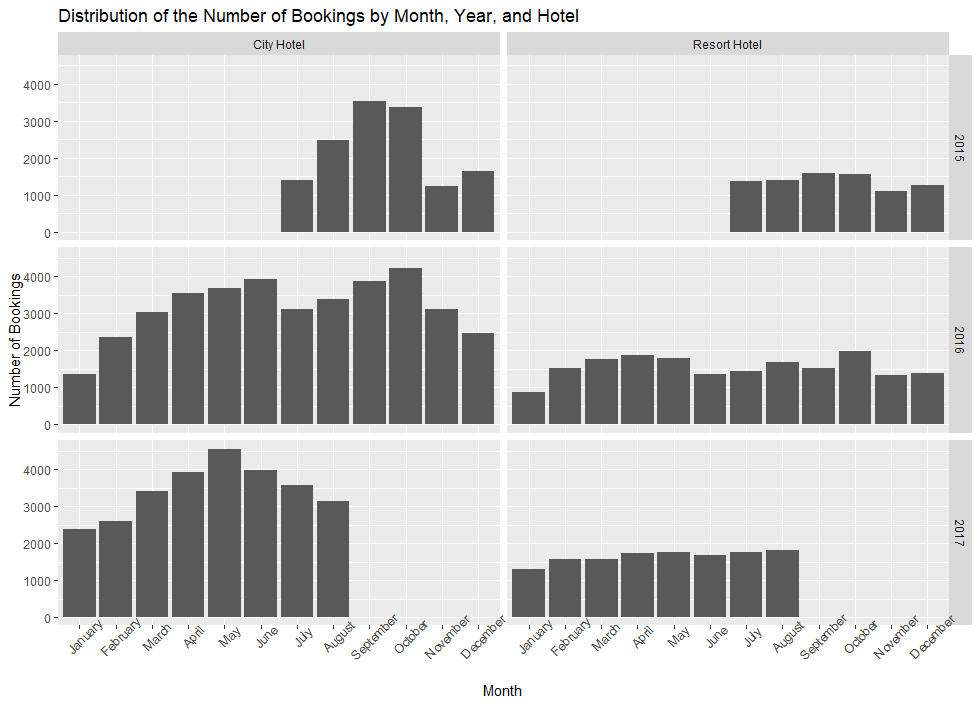 Distribution of the Number of Bookings by Month, Year, and Hotel
City Hotel
Resort Hotel
4000
3000
2000
1000
0
2015
Number of Bookings
4000
3000
2000
1000
0
2016
4000
3000
2000
1000
0
2017
January
February
March
April
May
June
July
August
September
October
November
December
January
February
March
April
May
June
July
August
September
October
November
December
Month